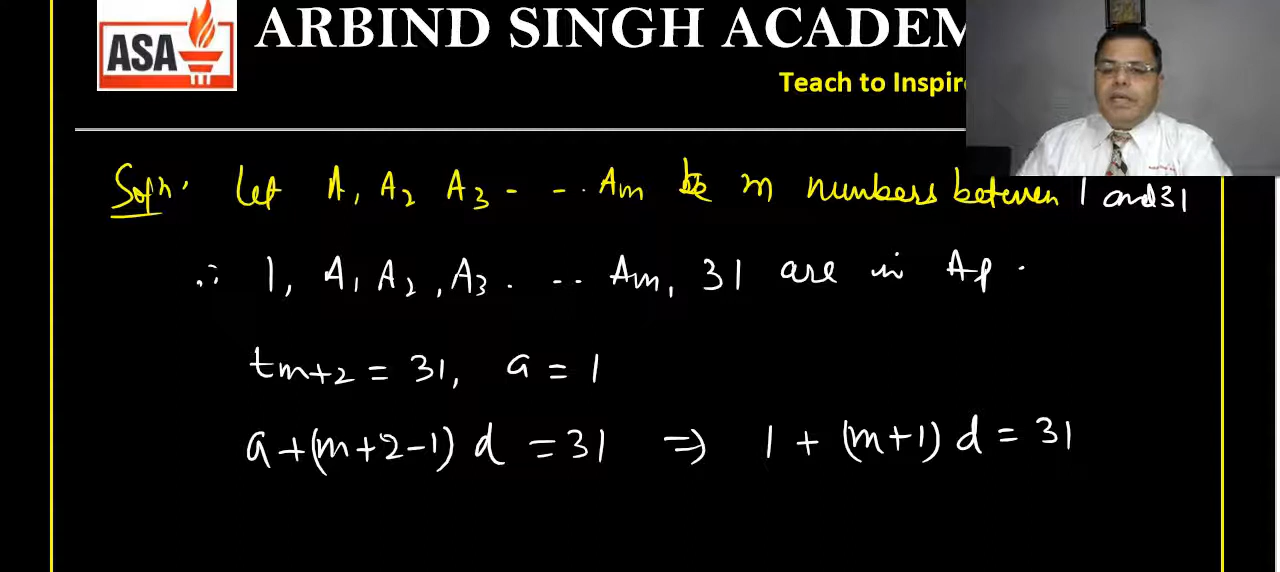 ASA
ARBIND SINGH ACADEM
Teach to Inspire
Soln. Let A1 A2 A3 - - .. Am be m numbers between 1 and 31
∴ 1, A1 A2, A3 . - .. Am, 31 are in AP .
tm+2 = 31, a = 1
a+(m+2-1) d = 31 ⇒ 1 + (m+1) d = 31